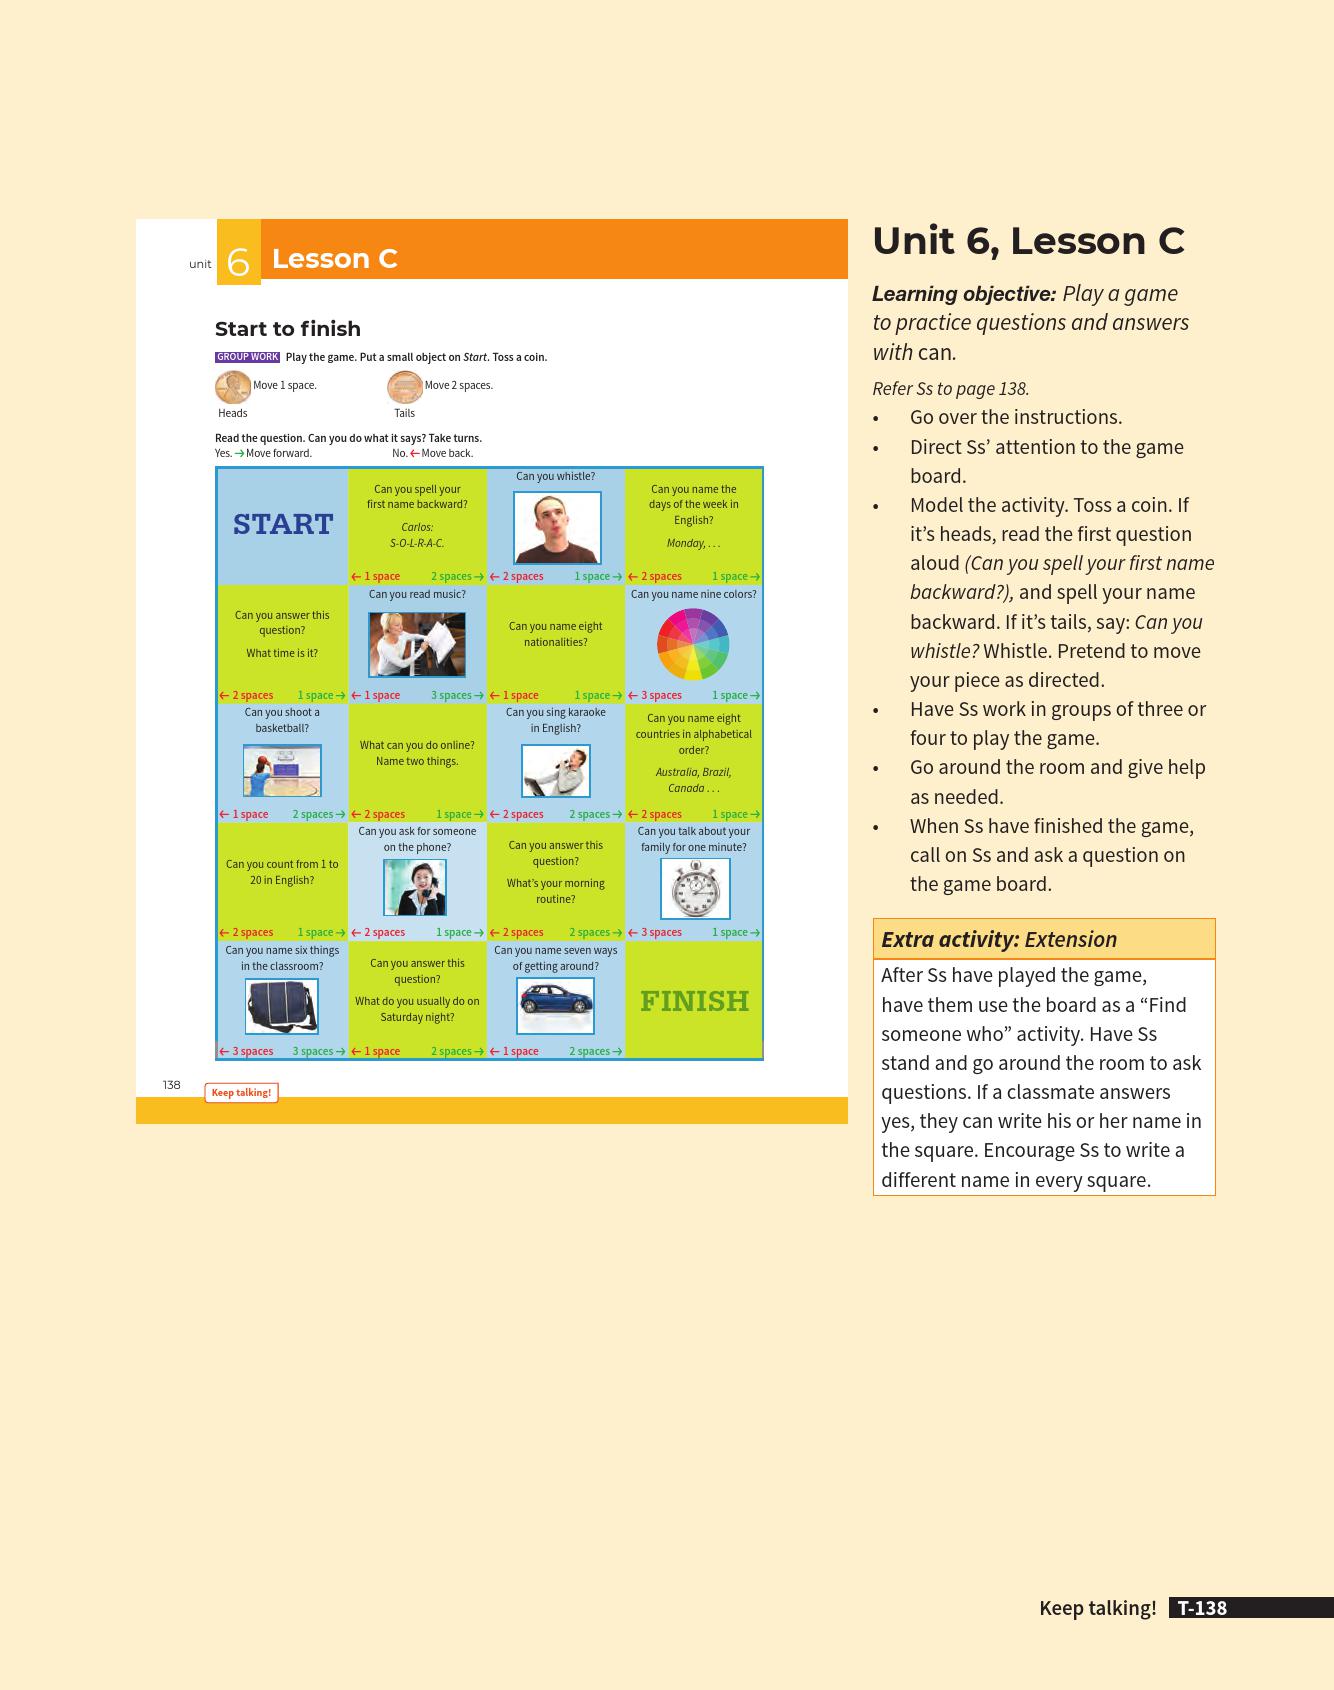 unit 6 Lesson C
Start to finish
GROUP WORK Play the game. Put a small object on Start. Toss a coin.
Move 1 space. Move 2 spaces.
Heads Tails
Read the question. Can you do what it says? Take turns.
Yes. → Move forward. No. ← Move back.
START
Can you spell your
first name backward?
Carlos:
S-O-L-R-A-C.
← 1 space 2 spaces →
Can you whistle?
← 2 spaces 1 space →
Can you name the
days of the week in
English?
Monday, . . .
← 2 spaces 1 space →
Can you answer this
question?
What time is it?
← 2 spaces 1 space →
Can you read music?
← 1 space 3 spaces →
Can you name eight
nationalities?
← 1 space 1 space →
Can you name nine colors?
← 3 spaces 1 space →
Can you shoot a
basketball?
← 1 space 2 spaces →
What can you do online?
Name two things.
← 2 spaces 1 space →
Can you sing karaoke
in English?
← 2 spaces 2 spaces →
Can you name eight
countries in alphabetical
order?
Australia, Brazil,
Canada . . .
← 2 spaces 1 space →
Can you count from 1 to
20 in English?
← 2 spaces 1 space →
Can you ask for someone
on the phone?
← 2 spaces 1 space →
Can you answer this
question?
What's your morning
routine?
← 2 spaces 2 spaces →
Can you talk about your
family for one minute?
← 3 spaces 1 space →
Can you name six things
in the classroom?
← 3 spaces 3 spaces →
Can you answer this
question?
What do you usually do on
Saturday night?
← 1 space 2 spaces →
Can you name seven ways
of getting around?
← 1 space 2 spaces →
FINISH
138 Keep talking!
Unit 6, Lesson C
Learning objective: Play a game
to practice questions and answers
with can.
Refer Ss to page 138.
• Go over the instructions.
• Direct Ss’ attention to the game
board.
• Model the activity. Toss a coin. If
it’s heads, read the first question
aloud (Can you spell your first name
backward?), and spell your name
backward. If it’s tails, say: Can you
whistle? Whistle. Pretend to move
your piece as directed.
• Have Ss work in groups of three or
four to play the game.
• Go around the room and give help
as needed.
• When Ss have finished the game,
call on Ss and ask a question on
the game board.
Extra activity: Extension
After Ss have played the game,
have them use the board as a “Find
someone who” activity. Have Ss
stand and go around the room to ask
questions. If a classmate answers
yes, they can write his or her name in
the square. Encourage Ss to write a
different name in every square.
Keep talking! T-138